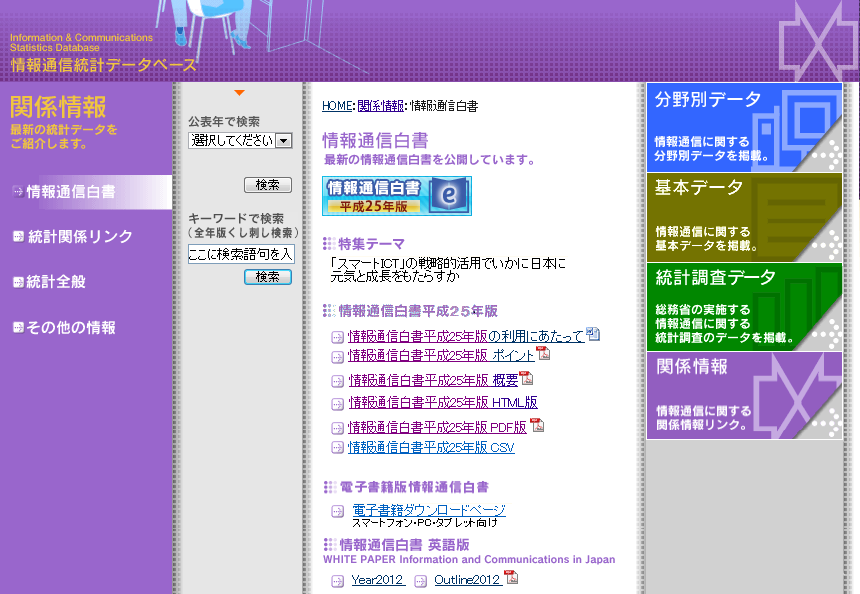 Information & Communications
Statistics Database
情報通信統計データベース
関係情報
最新の統計データを
ご紹介します。
情報通信白書
統計関係リンク
統計全般
その他の情報
公表年で検索
選択してください
検索
キーワードで検索
(全年版くし刺し検索)
ここに検索語句を入
検索
HOME:関係情報:情報通信白書
情報通信白書
最新の情報通信白書を公開しています。
情報通信白書
平成25年版
特集テーマ
「スマートICT」の戦略的活用でいかに日本に
元気と成長をもたらすか
情報通信白書平成25年版
情報通信白書平成25年版の利用にあたって
情報通信白書平成25年版 ポイント
情報通信白書平成25年版 概要
情報通信白書平成25年版 HTML版
情報通信白書平成25年版 PDF版
情報通信白書平成25年版 CSV
電子書籍版情報通信白書
電子書籍ダウンロードページ
スマートフォン・PC・タブレット向け
情報通信白書 英語版
WHITE PAPER Information and Communications in Japan
Year2012 Outline2012
分野別データ
情報通信に関する
分野別データを掲載。
基本データ
情報通信に関する
基本データを掲載。
統計調査データ
総務省の実施する
情報通信に関する
統計調査のデータを掲載。
関係情報
情報通信に関する
関係情報リンク。